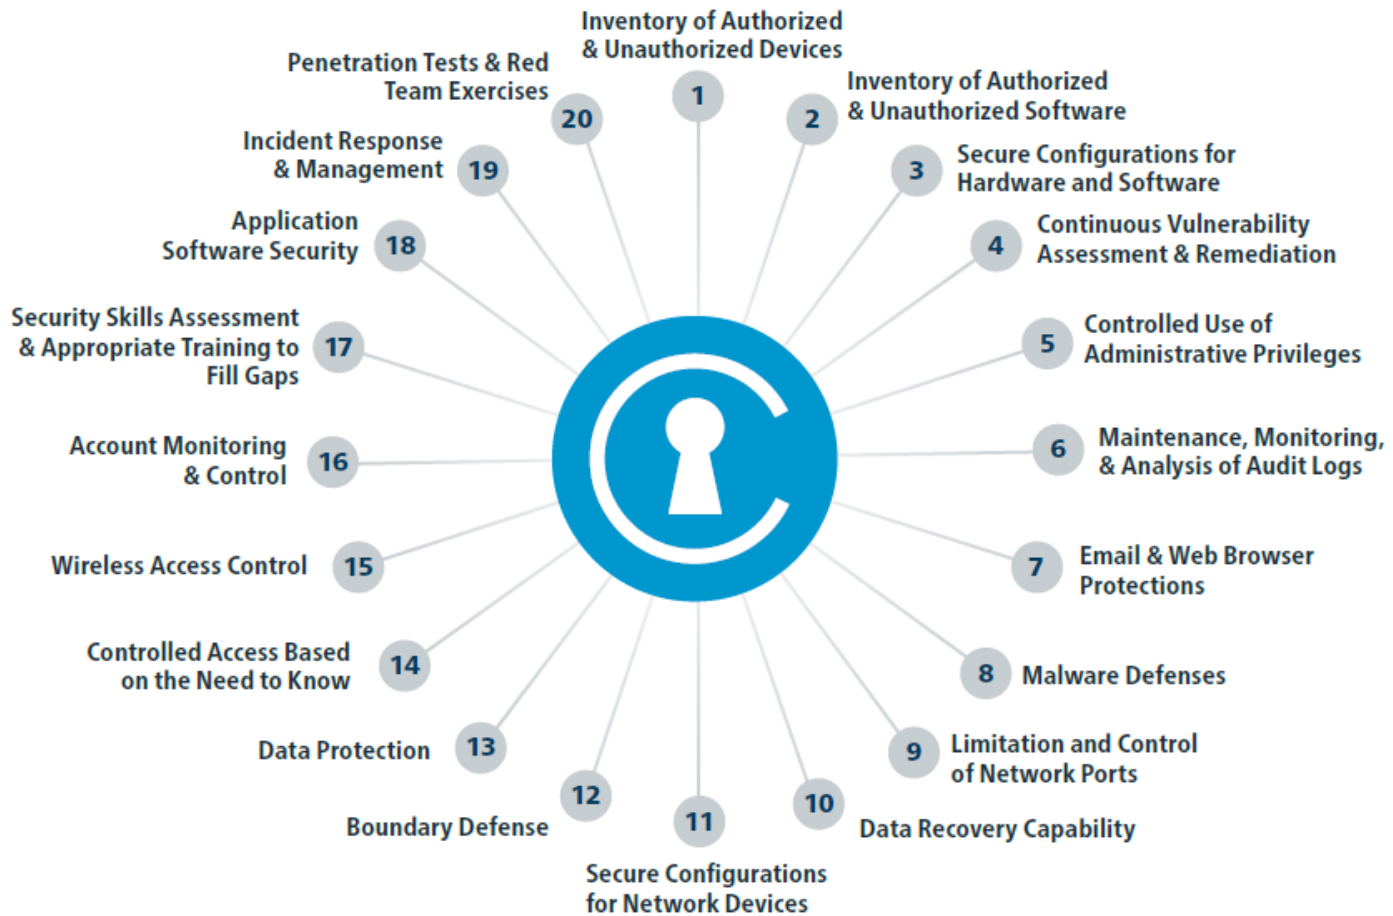 1
Inventory of Authorized
& Unauthorized Devices
2
Inventory of Authorized
& Unauthorized Software
3
Secure Configurations for
Hardware and Software
4
Continuous Vulnerability
Assessment & Remediation
5
Controlled Use of
Administrative Privileges
6
Maintenance, Monitoring,
& Analysis of Audit Logs
7
Email & Web Browser
Protections
8
Malware Defenses
9
Limitation and Control
of Network Ports
10
Data Recovery Capability
11
Secure Configurations
for Network Devices
12
Boundary Defense
13
Data Protection
14
Controlled Access Based
on the Need to Know
15
Wireless Access Control
16
Account Monitoring
& Control
17
Security Skills Assessment
& Appropriate Training to
Fill Gaps
18
Application
Software Security
19
Incident Response
& Management
20
Penetration Tests & Red
Team Exercises